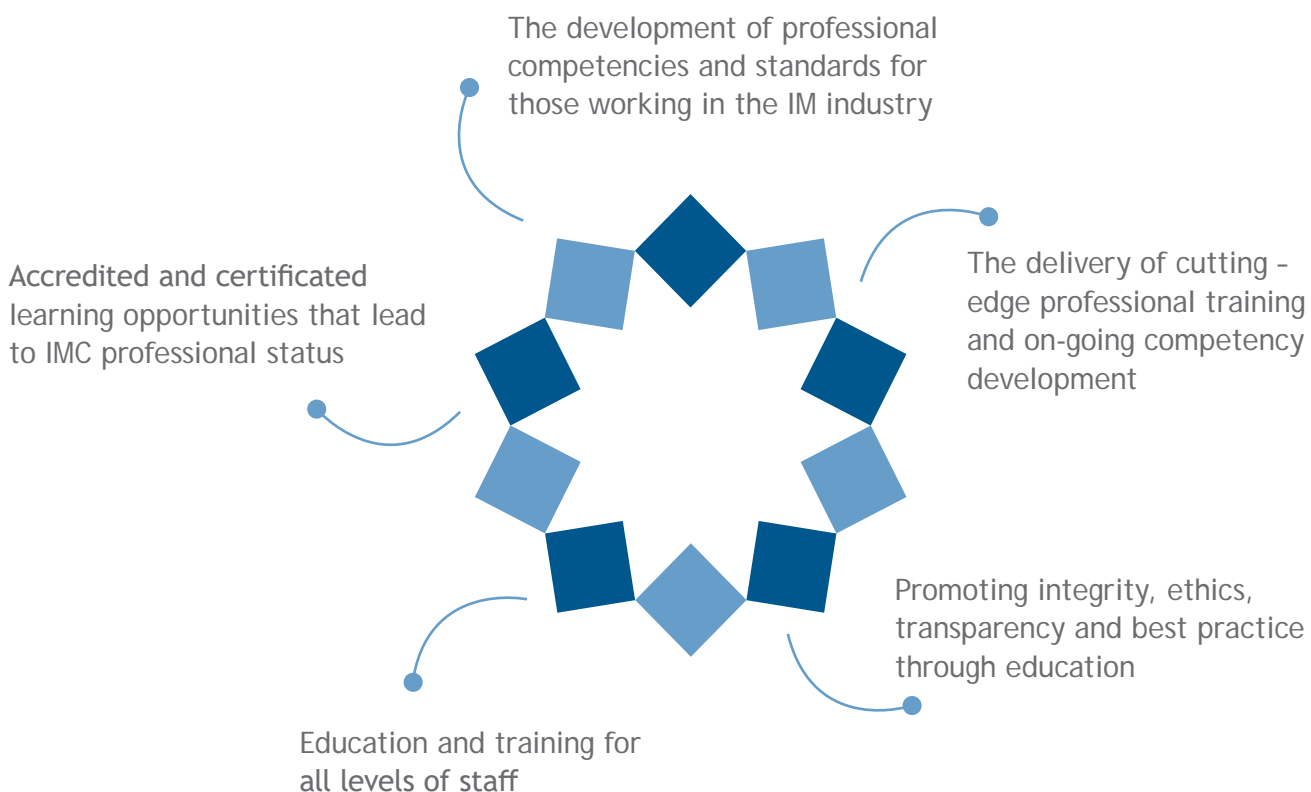 The development of professional
competencies and standards for
those working in the IM industry
The delivery of cutting –
edge professional training
and on-going competency
development
Accredited and certificated
learning opportunities that lead
to IMC professional status
Promoting integrity, ethics,
transparency and best practice
through education
Education and training for
all levels of staff